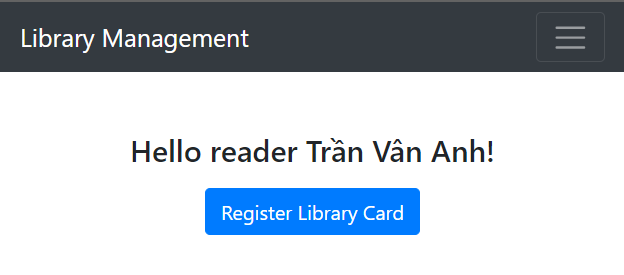 Library Management
Hello reader Trần Vân Anh!
Register Library Card